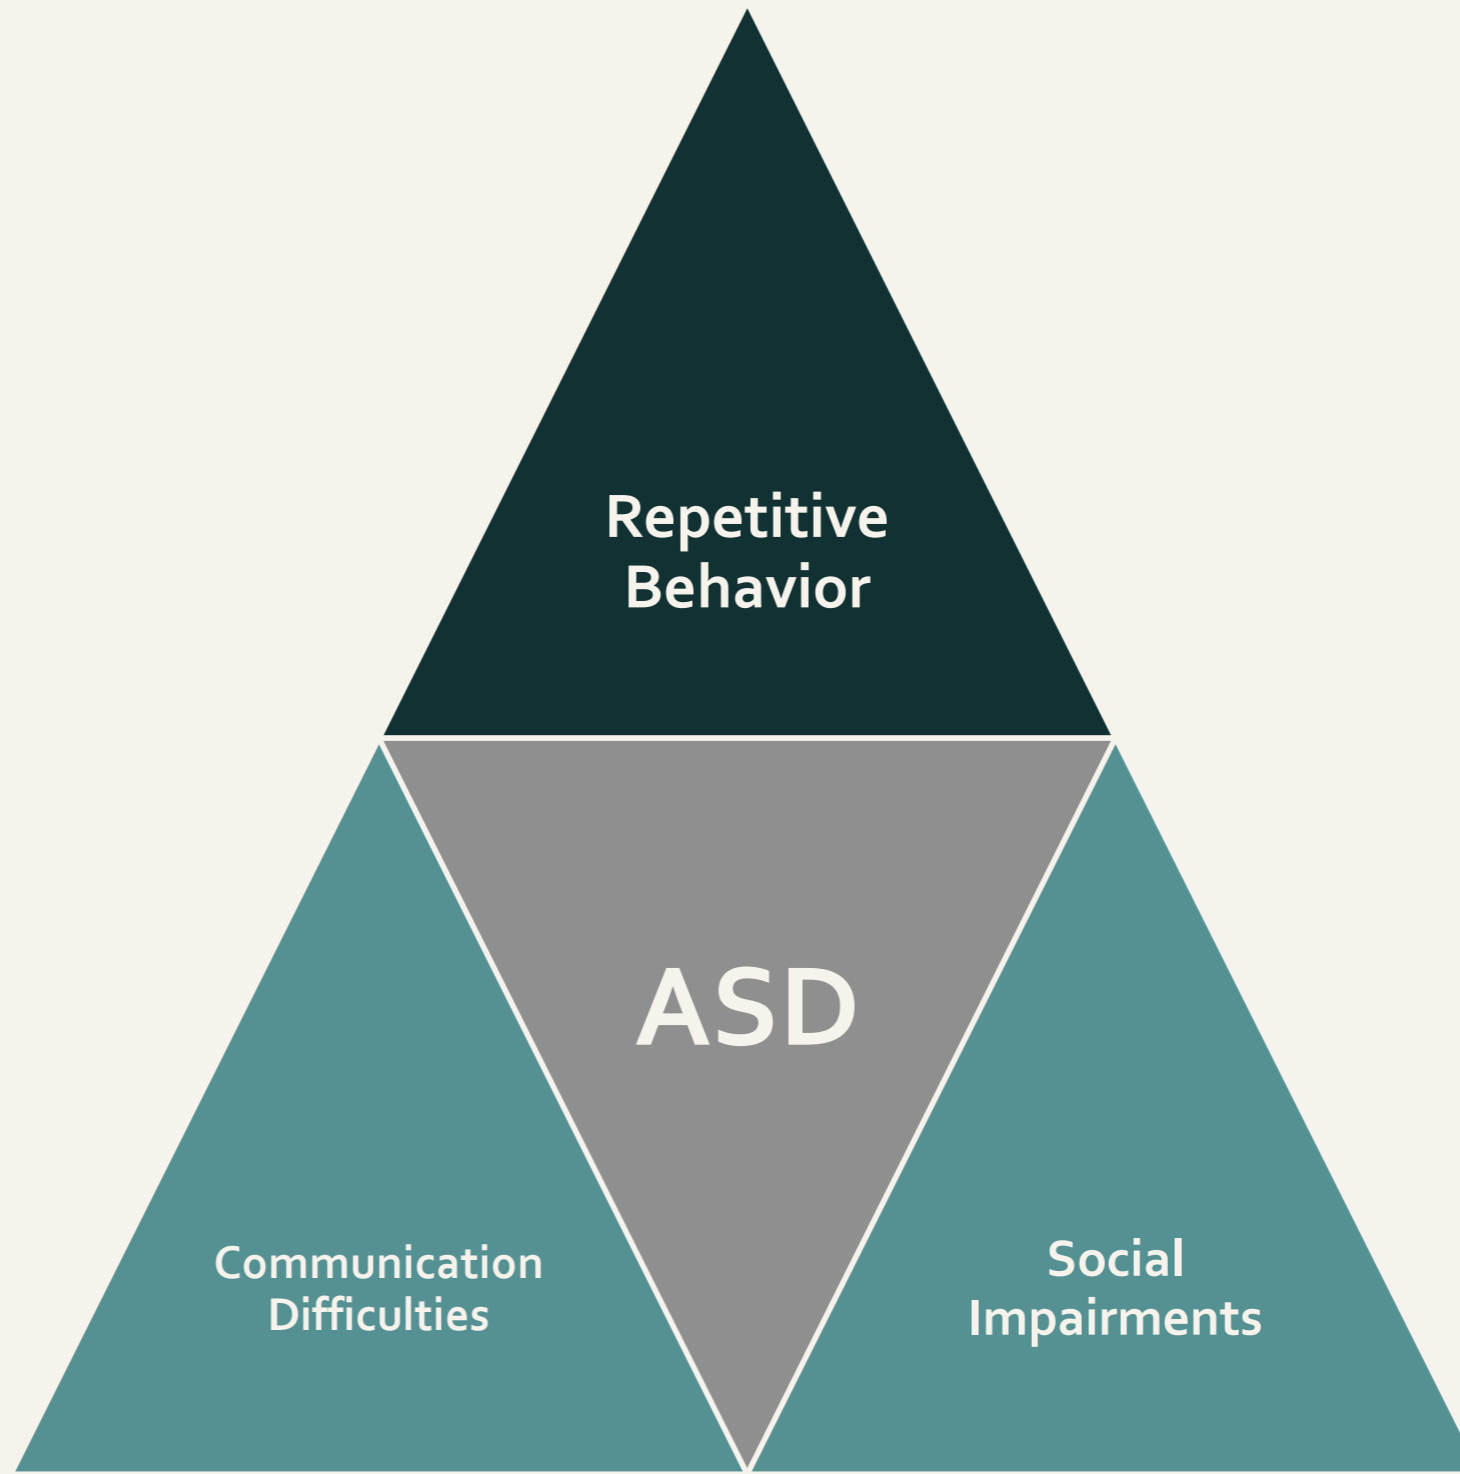 Repetitive
Behavior
ASD
Communication
Difficulties
Social
Impairments